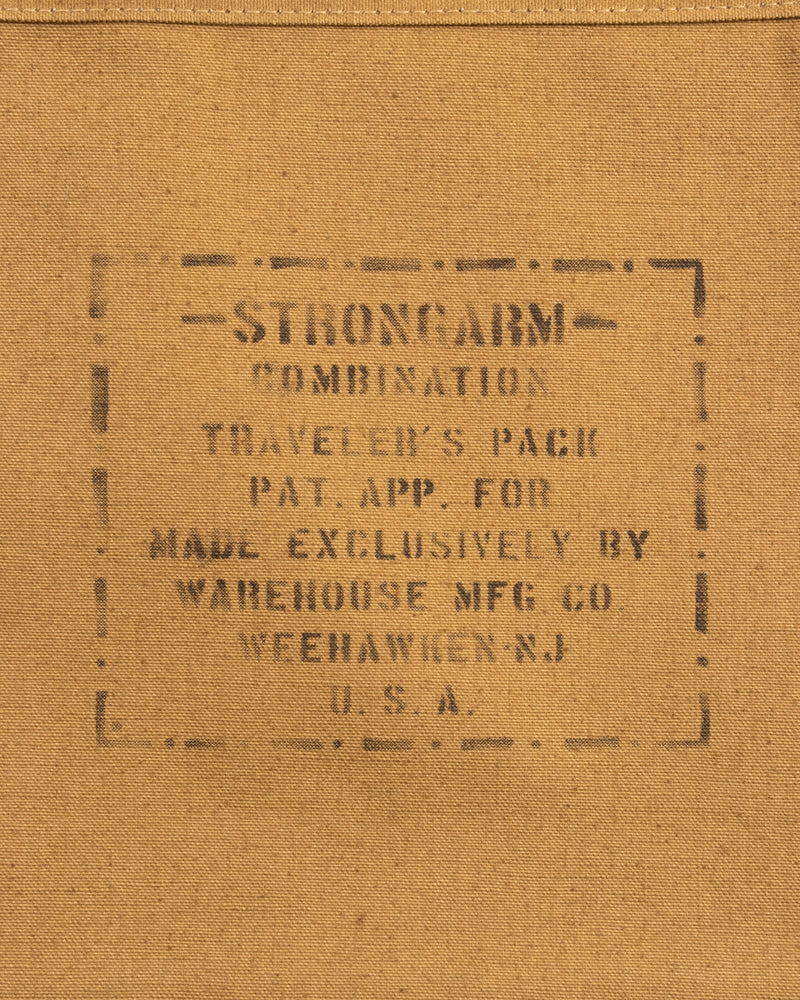 STRONGARM
COMBINATION
TRAVELER'S PACK
PAT. APP. FOR
MADE EXCLUSIVELY BY
WAREHOUSE MFG CO.
WEEHAWKEN·NJ
U. S. A.